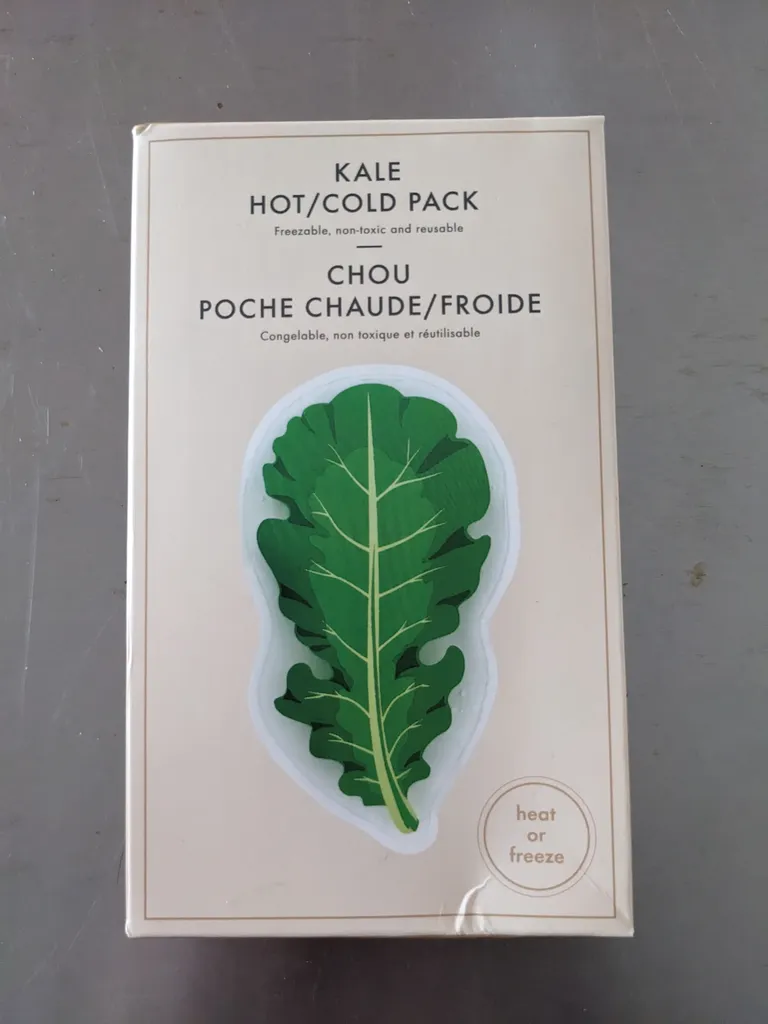 KALE
HOT/COLD PACK
Freezable, non-toxic and reusable
CHOU
POCHE CHAUDE/FROIDE
Congelable, non toxique et réutilisable
heat
or
freeze